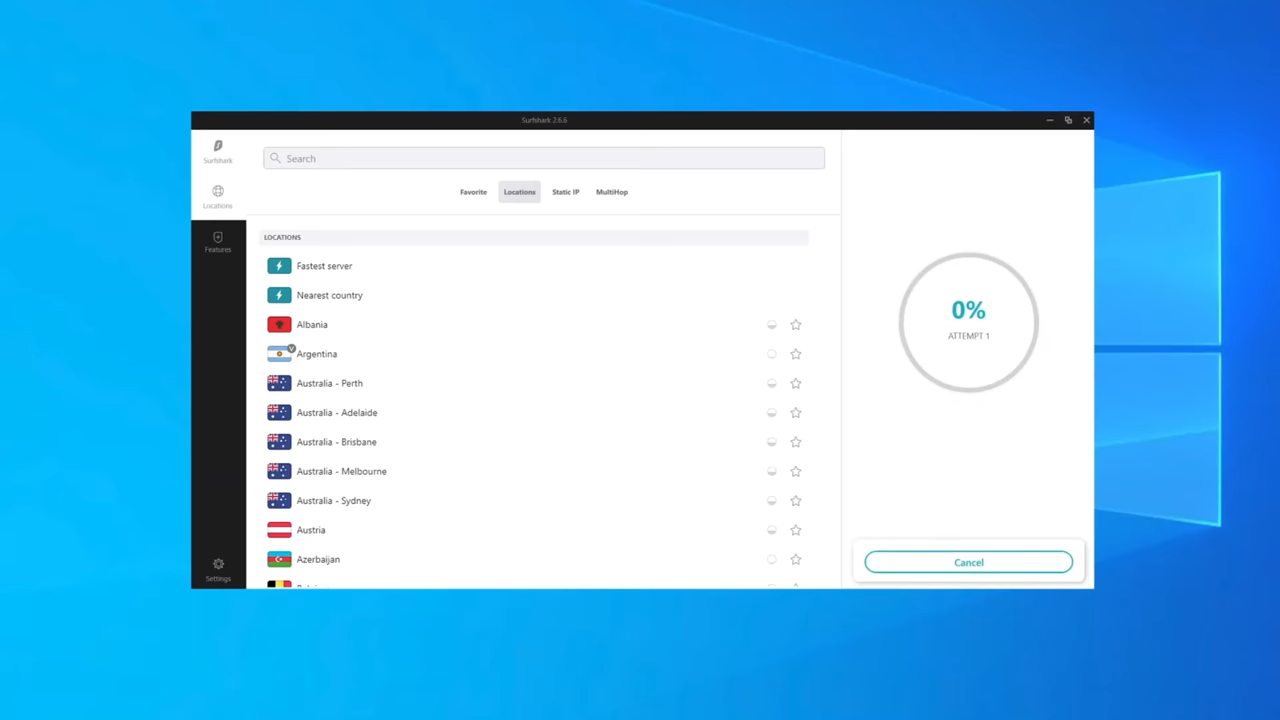 Surfshark 2.6.6
Surfshark
Locations
Features
Settings
Search
Favorite Locations Static IP MultiHop
LOCATIONS
Fastest server
Nearest country
Albania
V
Argentina
Australia - Perth
Australia - Adelaide
Australia - Brisbane
Australia - Melbourne
Australia - Sydney
Austria
Azerbaijan
0%
ATTEMPT 1
Cancel